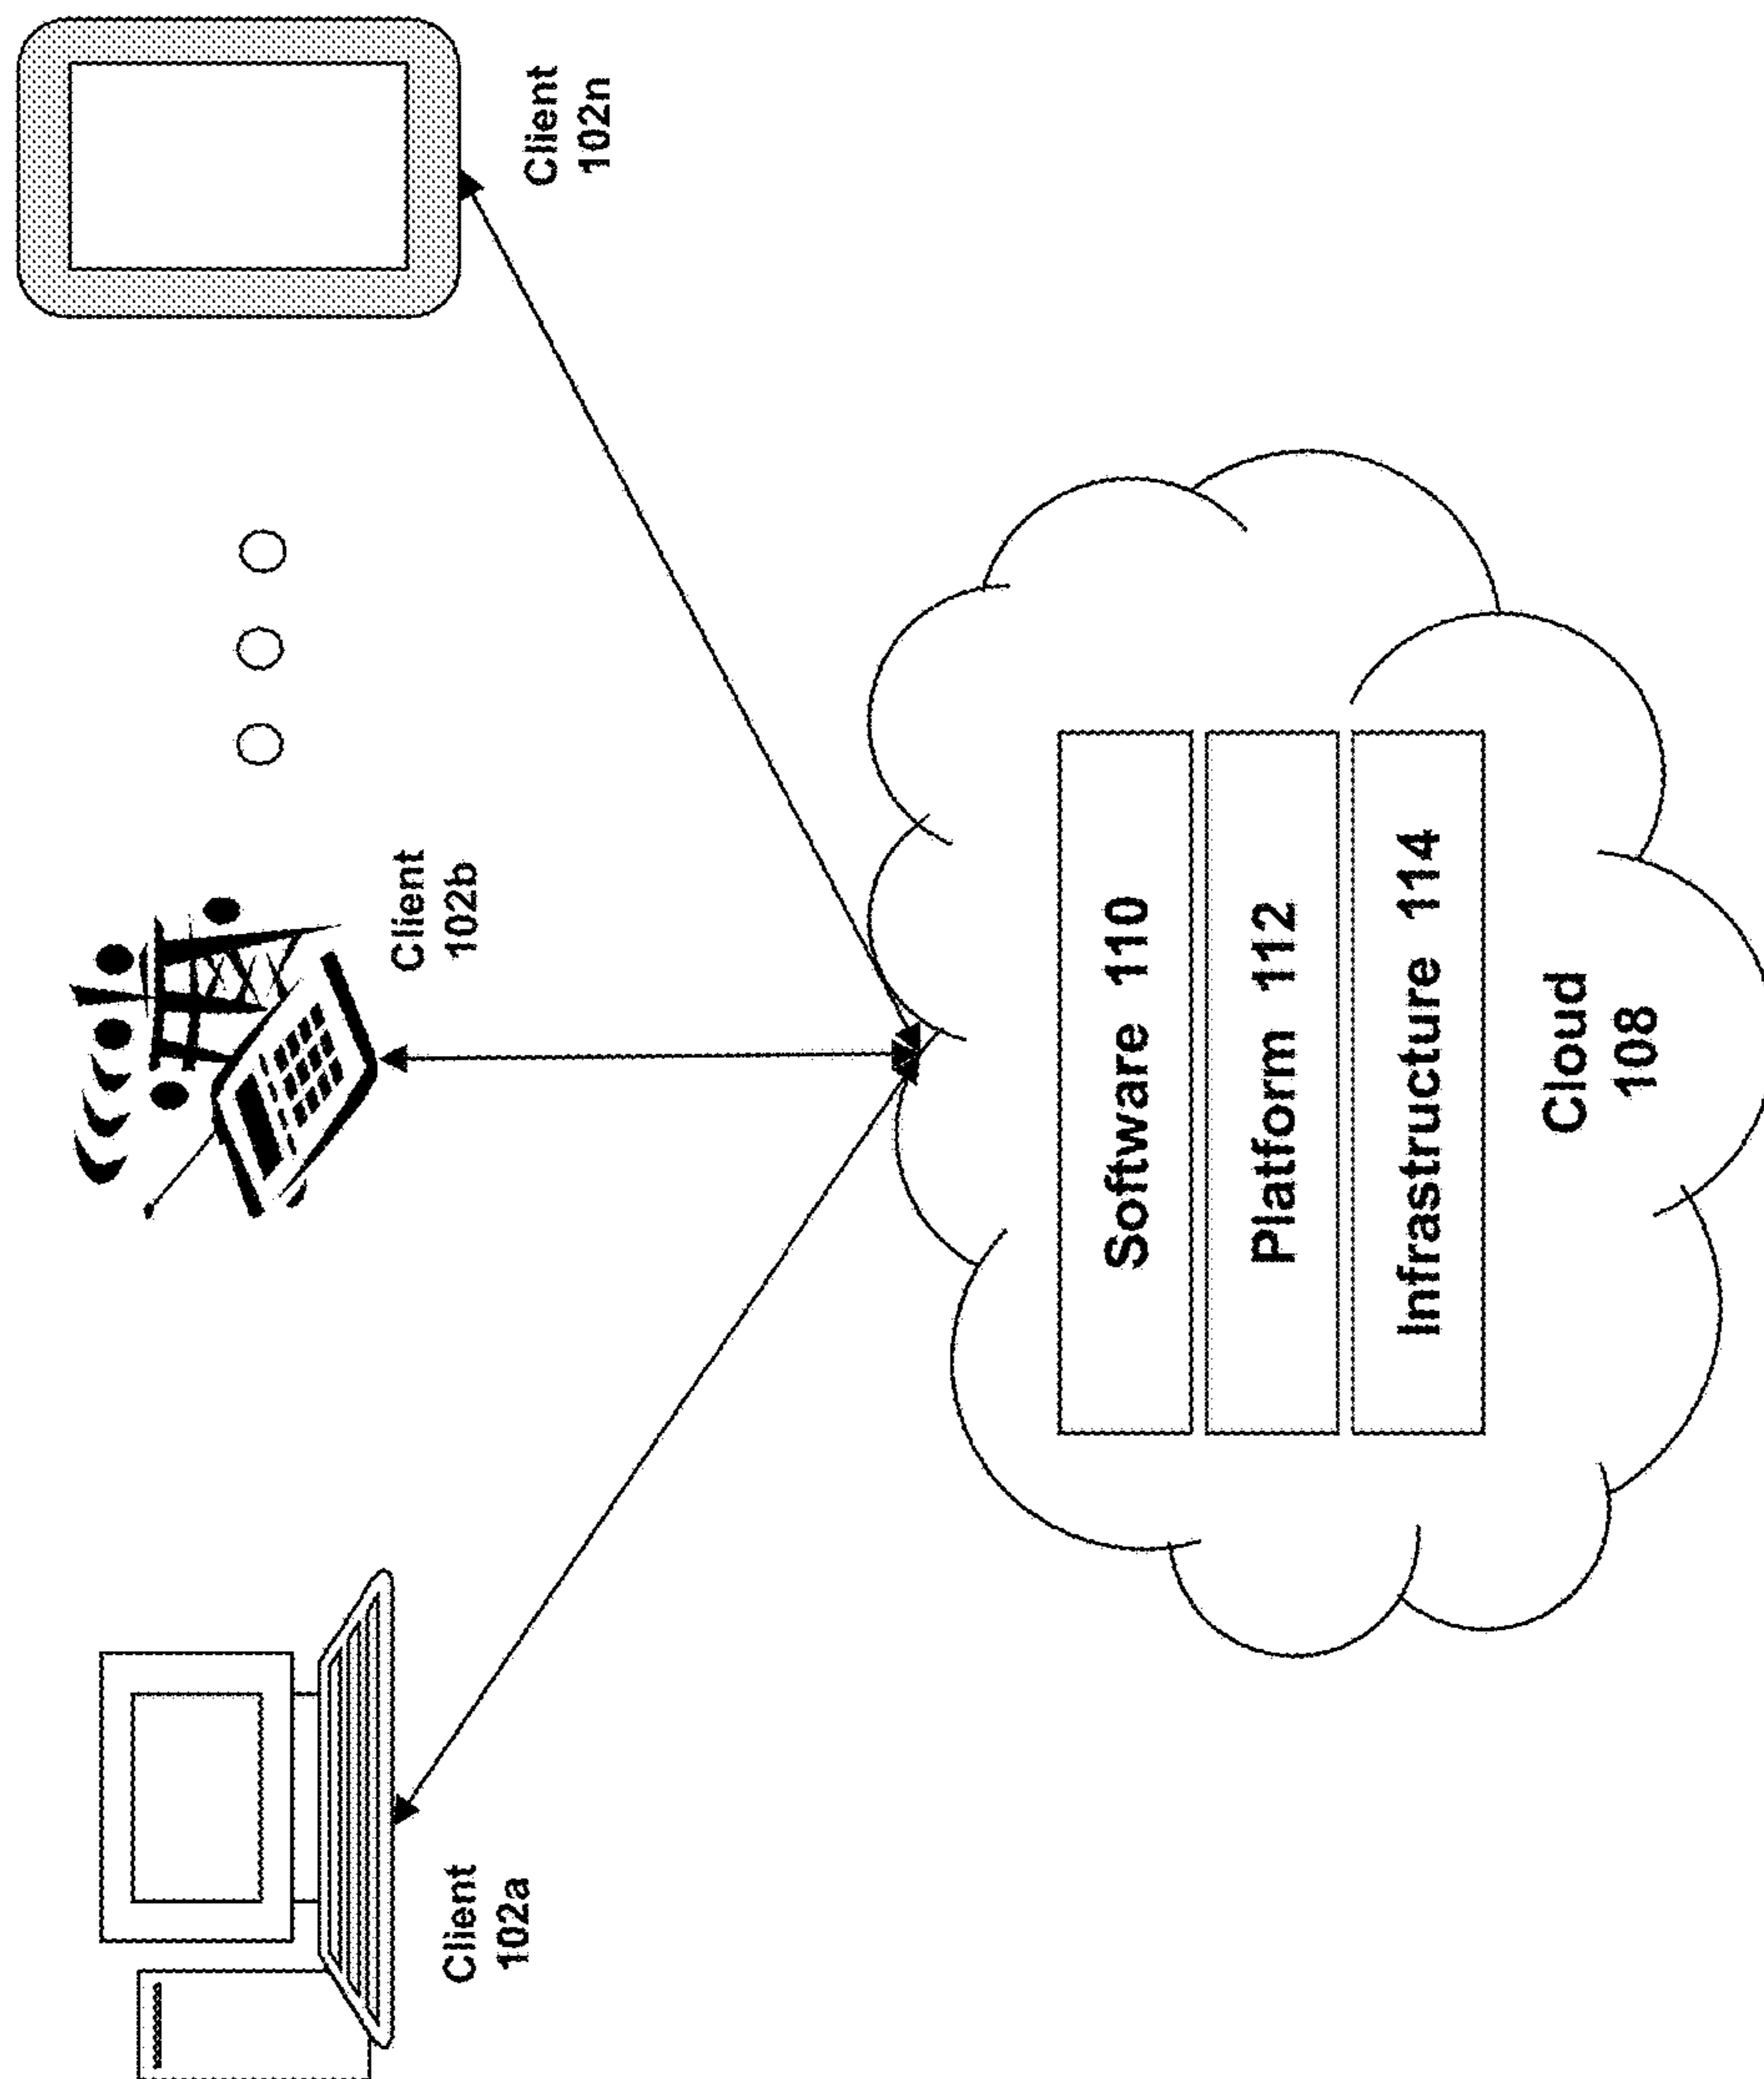 Client
102a
Client
102b
Client
102n
Software 110
Platform 112
Infrastructure 114
Cloud
108